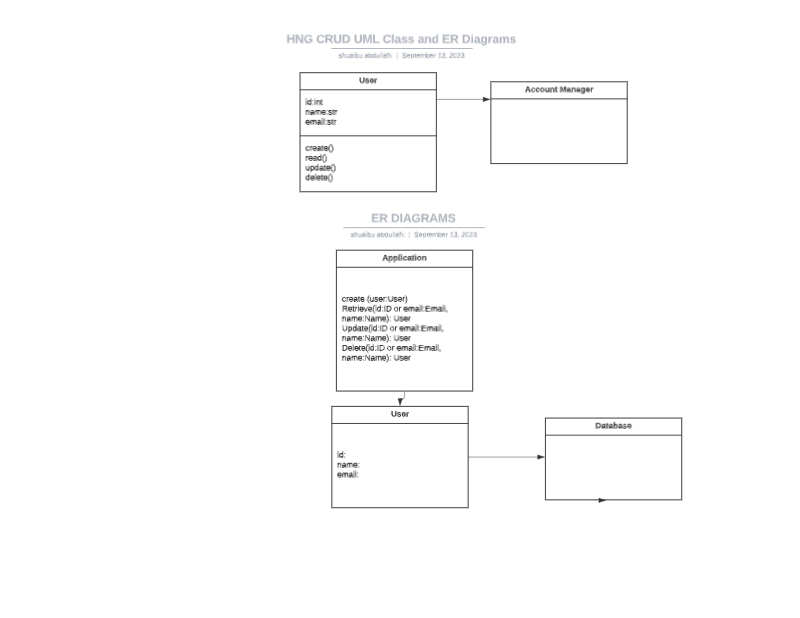 HNG CRUD UML Class and ER Diagrams
shuaibu abdullahi | September 13, 2023
User
id:int
name:str
email:str
create()
read()
update()
delete()
Account Manager
ER DIAGRAMS
shuaibu abdullahi | September 13, 2023
Application
create (user:User)
Retrieve(id:ID or email:Email,
name:Name): User
Update(id:ID or email:Email,
name:Name): User
Delete(id:ID or email:Email,
name:Name): User
User
id:
name:
email:
Database